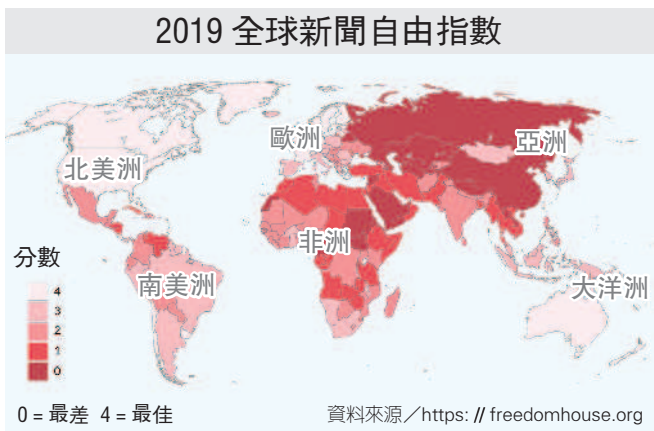 2019 全球新聞自由指數
歐洲
亞洲
北美洲
非洲
分數
南美洲
大洋洲
4
3
2
1
0
0 = 最差 4 = 最佳
資料來源／https: // freedomhouse.org